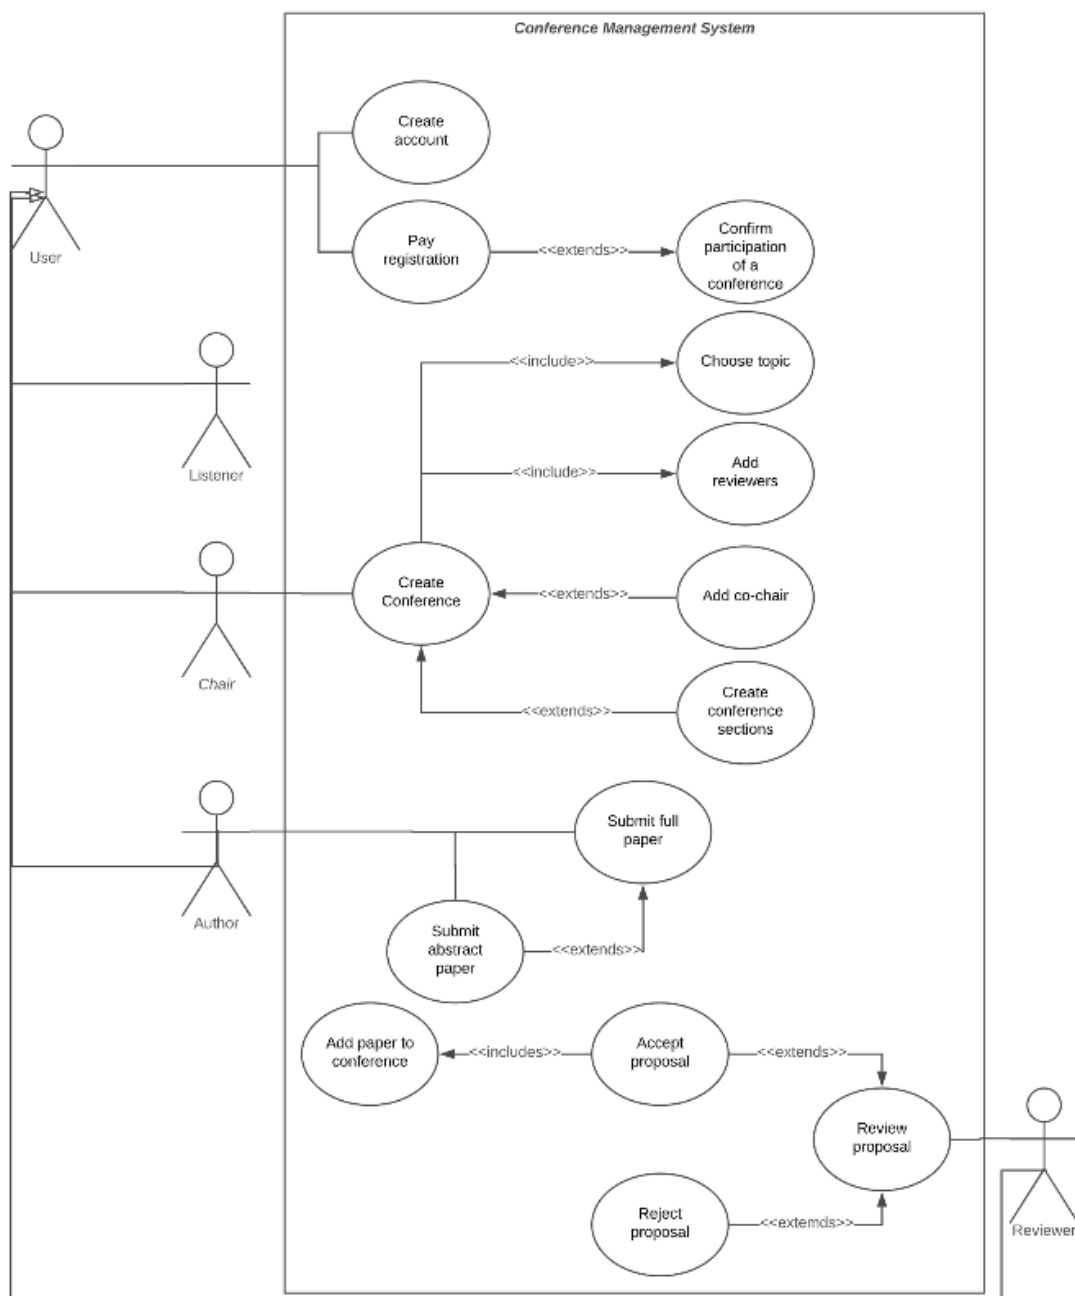 Conference Management System
Create
account
User
Pay
registration
<<extends>>
Confirm
participation
of a
conference
Listener
<<include>>
Choose topic
<<include>>
Add
reviewers
Chair
Create
Conference
<<extends>>
Add co-chair
<<extends>>
Create
conference
sections
Author
Submit full
paper
Submit
abstract
paper
<<extends>>
Add paper to
conference
<<includes>>
Accept
proposal
<<extends>>
Review
proposal
Reviewer
Reject
proposal
<<extemds>>